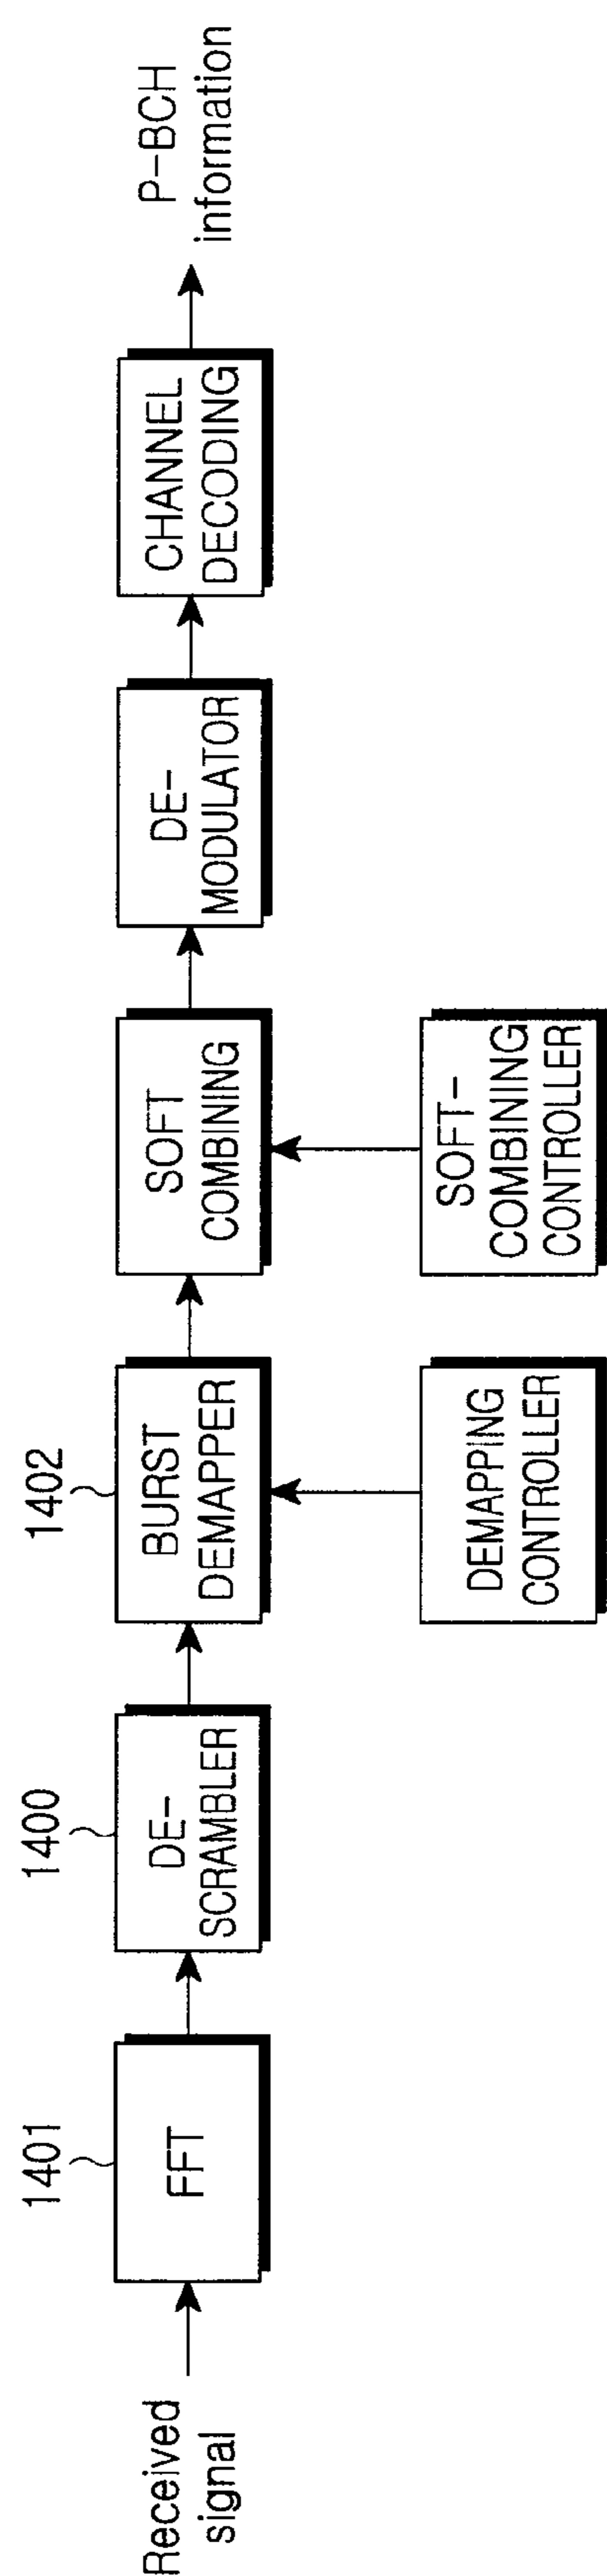 Received
signal
1401
FFT
1400
DE-
SCRAMBLER
1402
BURST
DEMAPPER
DEMAPPING
CONTROLLER
SOFT
COMBINING
SOFT-
COMBINING
CONTROLLER
DE-
MODULATOR
CHANNEL
DECODING
P-BCH
information